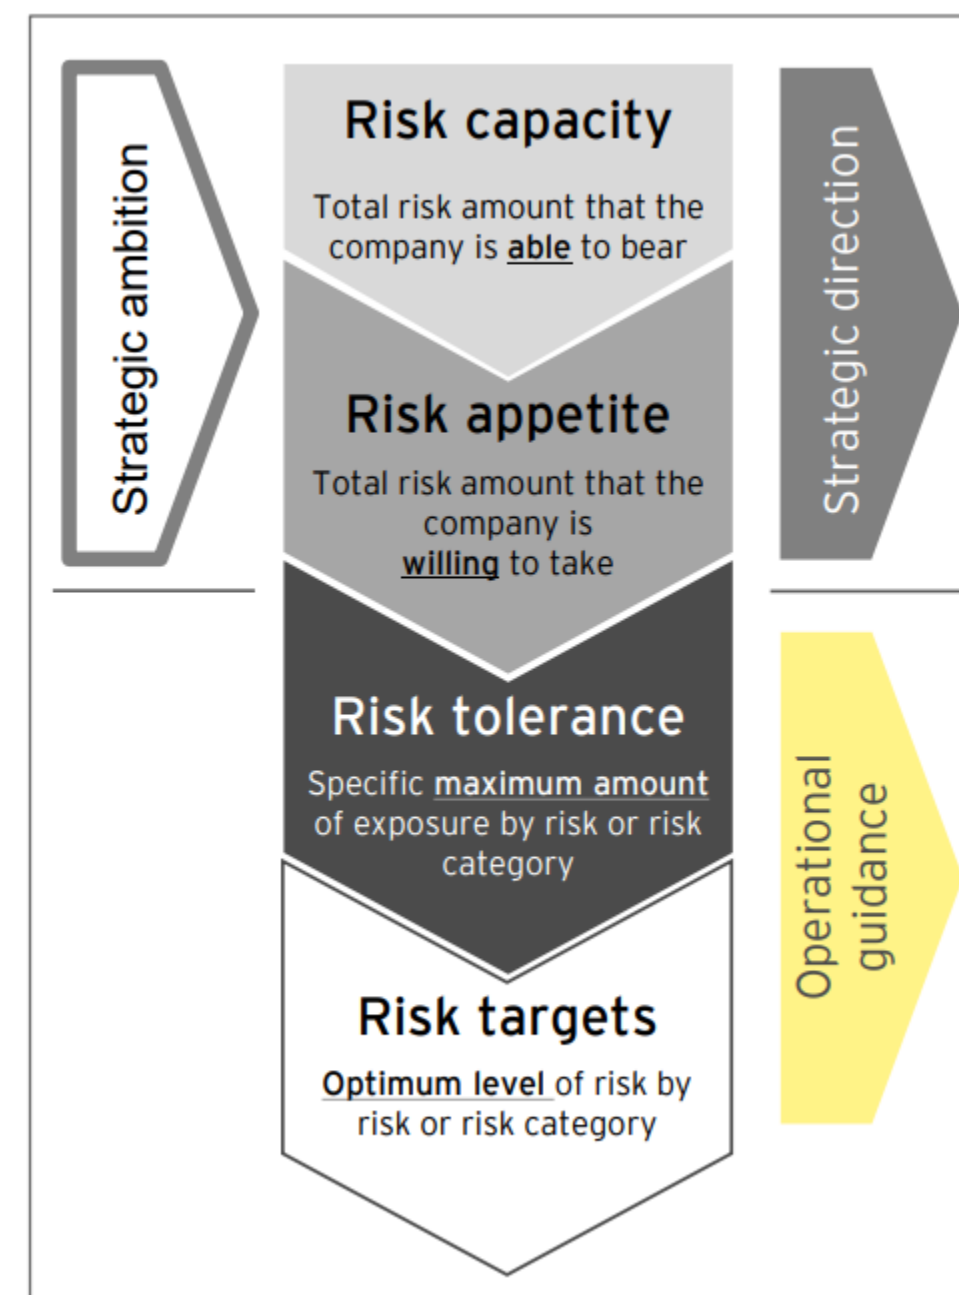 Strategic ambition
Risk capacity
Total risk amount that the
company is able to bear
Risk appetite
Total risk amount that the
company is
willing to take
Strategic direction
Risk tolerance
Specific maximum amount
of exposure by risk or risk
category
Risk targets
Optimum level of risk by
risk or risk category
Operational
guidance